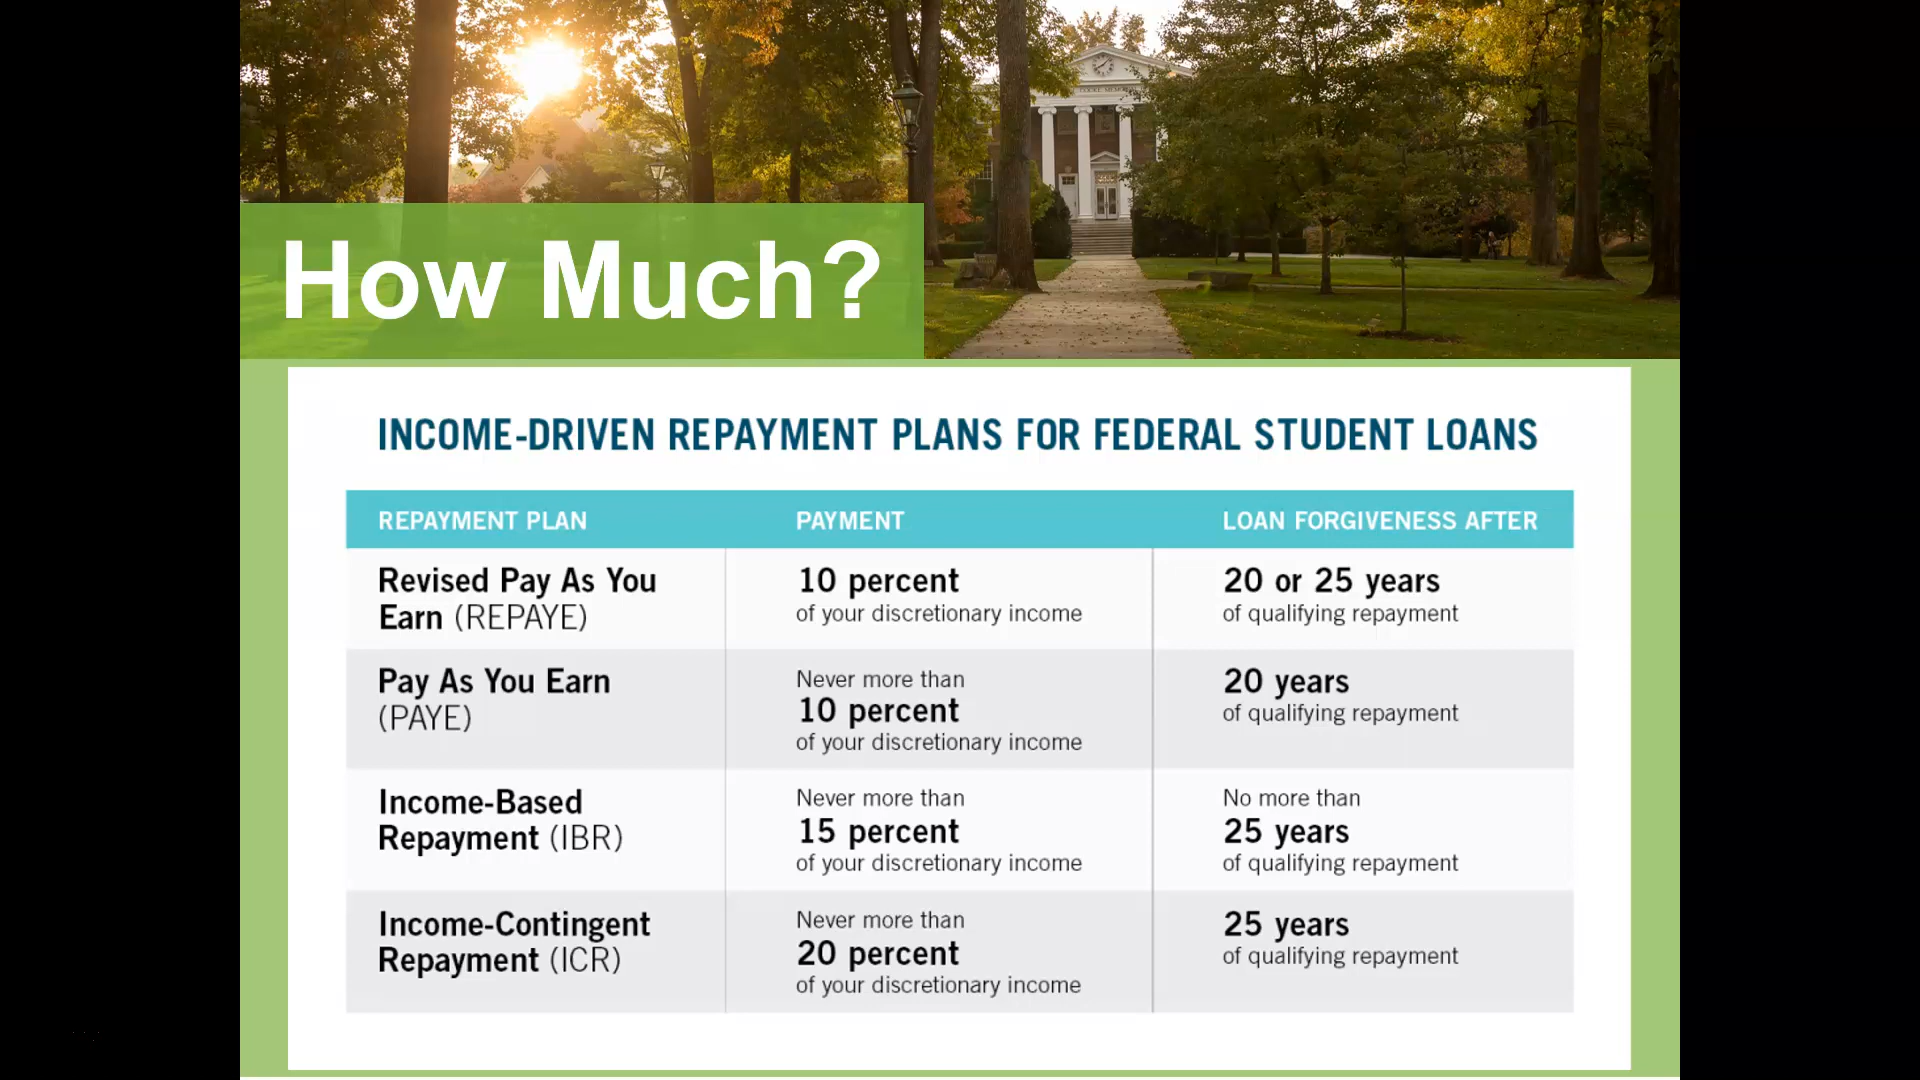 How Much?
INCOME-DRIVEN REPAYMENT PLANS FOR FEDERAL STUDENT LOANS
REPAYMENT PLAN PAYMENT LOAN FORGIVENESS AFTER
Revised Pay As You
Earn (REPAYE)
10 percent
of your discretionary income
20 or 25 years
of qualifying repayment
Pay As You Earn
(PAYE)
Never more than
10 percent
of your discretionary income
20 years
of qualifying repayment
Income-Based
Repayment (IBR)
Never more than
15 percent
of your discretionary income
No more than
25 years
of qualifying repayment
Income-Contingent
Repayment (ICR)
Never more than
20 percent
of your discretionary income
25 years
of qualifying repayment